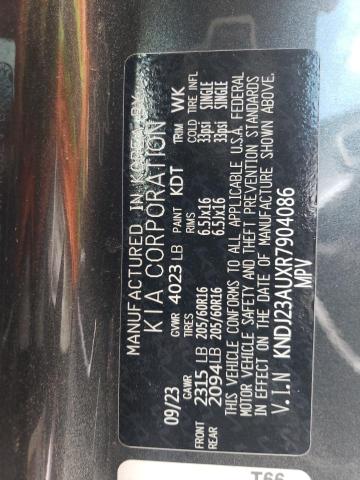 MANUFACTURED IN KOREA BY
KIA CORPORATION
09/23 GVWR 4023 LB PAINT KDT TRIM WK
GAWR TIRES RIMS COLD TIRE INFL
FRONT 2315 LB 205/60R16 6.5Jx16 33psi SINGLE
REAR 2094 LB 205/60R16 6.5Jx16 33psi SINGLE
THIS VEHICLE CONFORMS TO ALL APPLICABLE U.S.A FEDERAL
MOTOR VEHICLE SAFETY AND THEFT PREVENTION STANDARDS
IN EFFECT ON THE DATE OF MANUFACTURE SHOWN ABOVE.
V.I.N KNDJ23AUXR7904086
MPV
T66